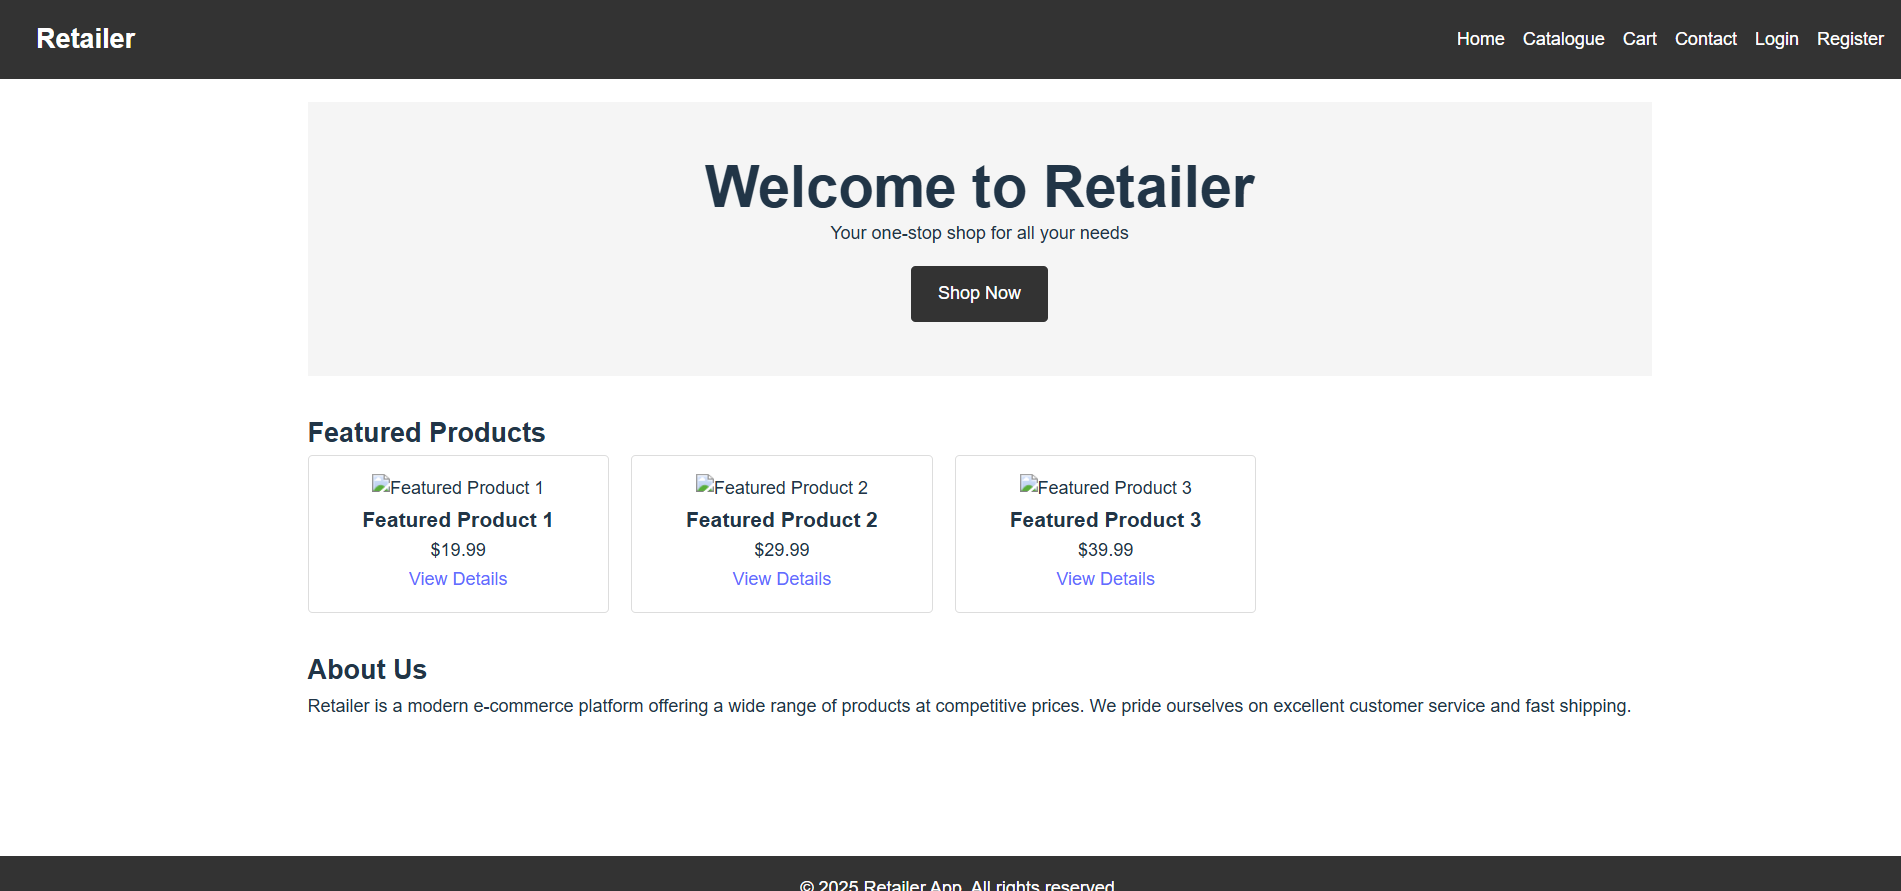 Retailer
Home Catalogue Cart Contact Login Register
Welcome to Retailer
Your one-stop shop for all your needs
Shop Now
Featured Products
Featured Product 1
Featured Product 1
$19.99
View Details
Featured Product 2
Featured Product 2
$29.99
View Details
Featured Product 3
Featured Product 3
$39.99
View Details
About Us
Retailer is a modern e-commerce platform offering a wide range of products at competitive prices. We pride ourselves on excellent customer service and fast shipping.
© 2025 Retailer App. All rights reserved.